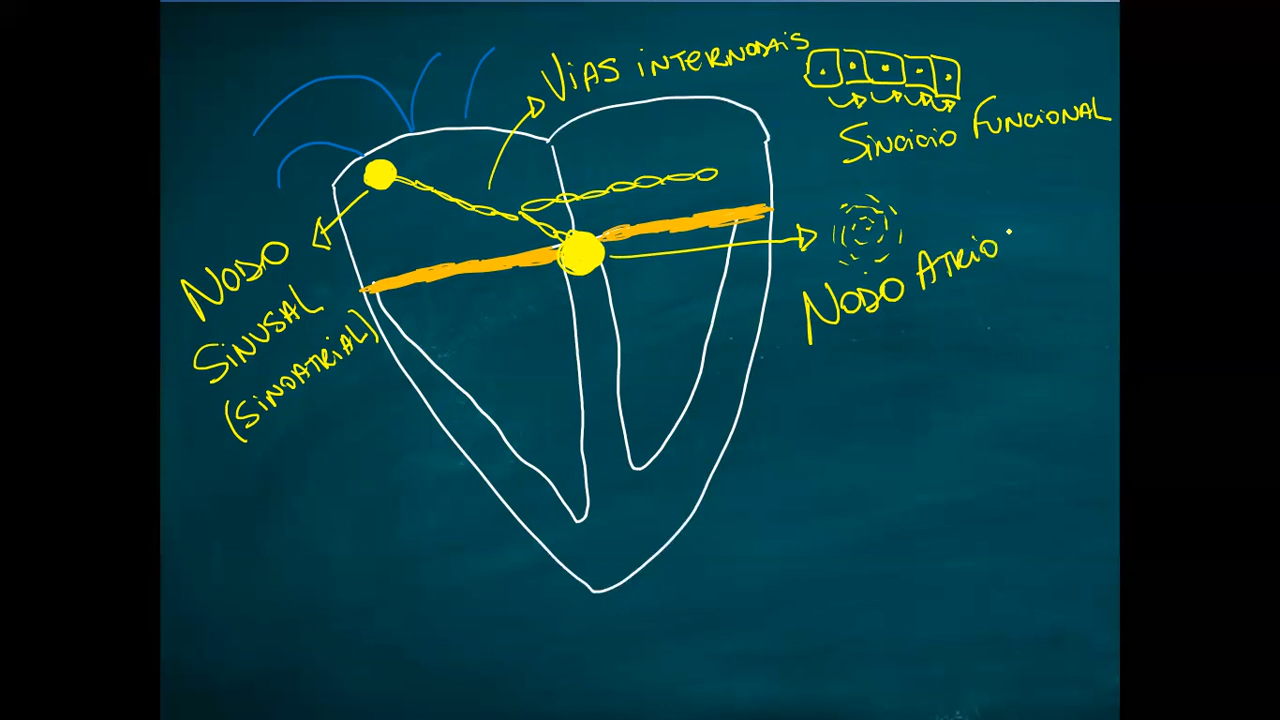 VIAS INTERNODAIS
SINCICIO FUNCIONAL
NODO
SINUSAL
(SINOATRIAL)
NODO ATRIO